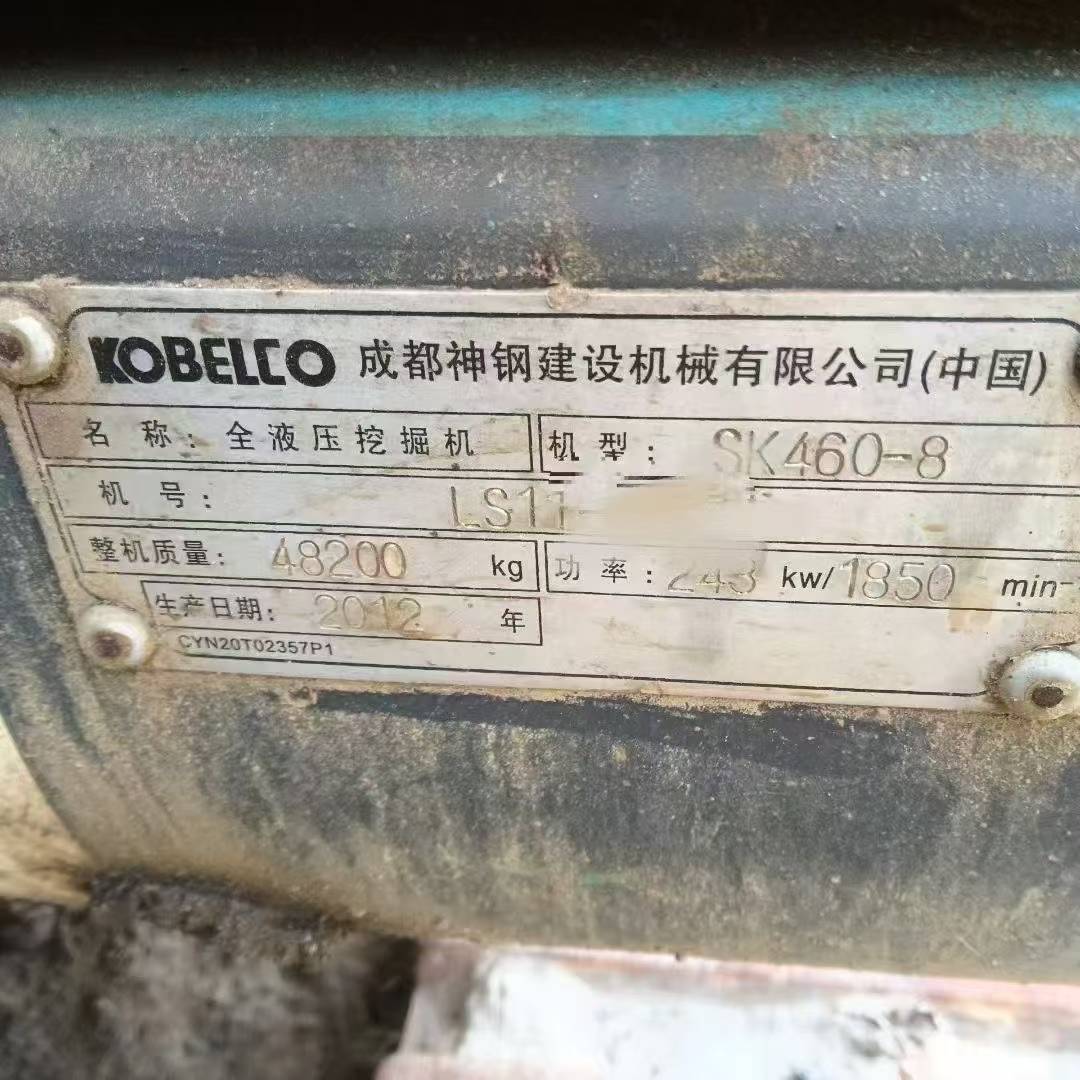 KOBELCO 成都神钢建设机械有限公司(中国)
名称: 全液压挖掘机 机型: SK460-8
机号: LS11-
整机质量: 48200 kg 功率: 243 kw/1850 min-
生产日期: 2012 年
CYN20T02357P1